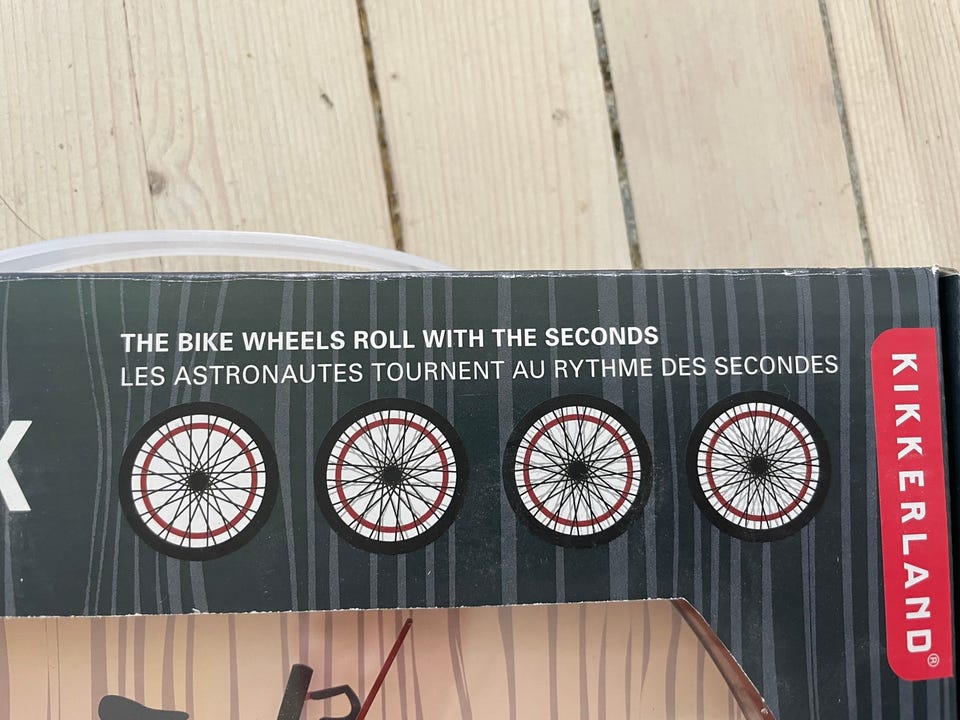 THE BIKE WHEELS ROLL WITH THE SECONDS
LES ASTRONAUTES TOURNENT AU RYTHME DES SECONDES
K
KIKKERLAND®